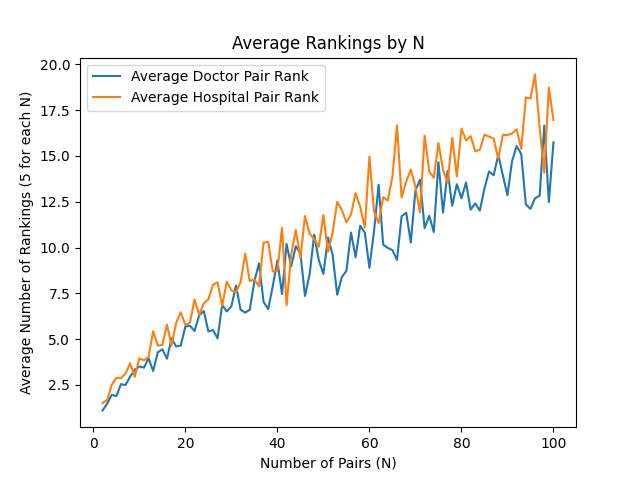 Average Rankings by N
Average Doctor Pair Rank
Average Hospital Pair Rank
Average Number of Rankings (5 for each N)
20.0
17.5
15.0
12.5
10.0
7.5
5.0
2.5
0 20 40 60 80 100
Number of Pairs (N)